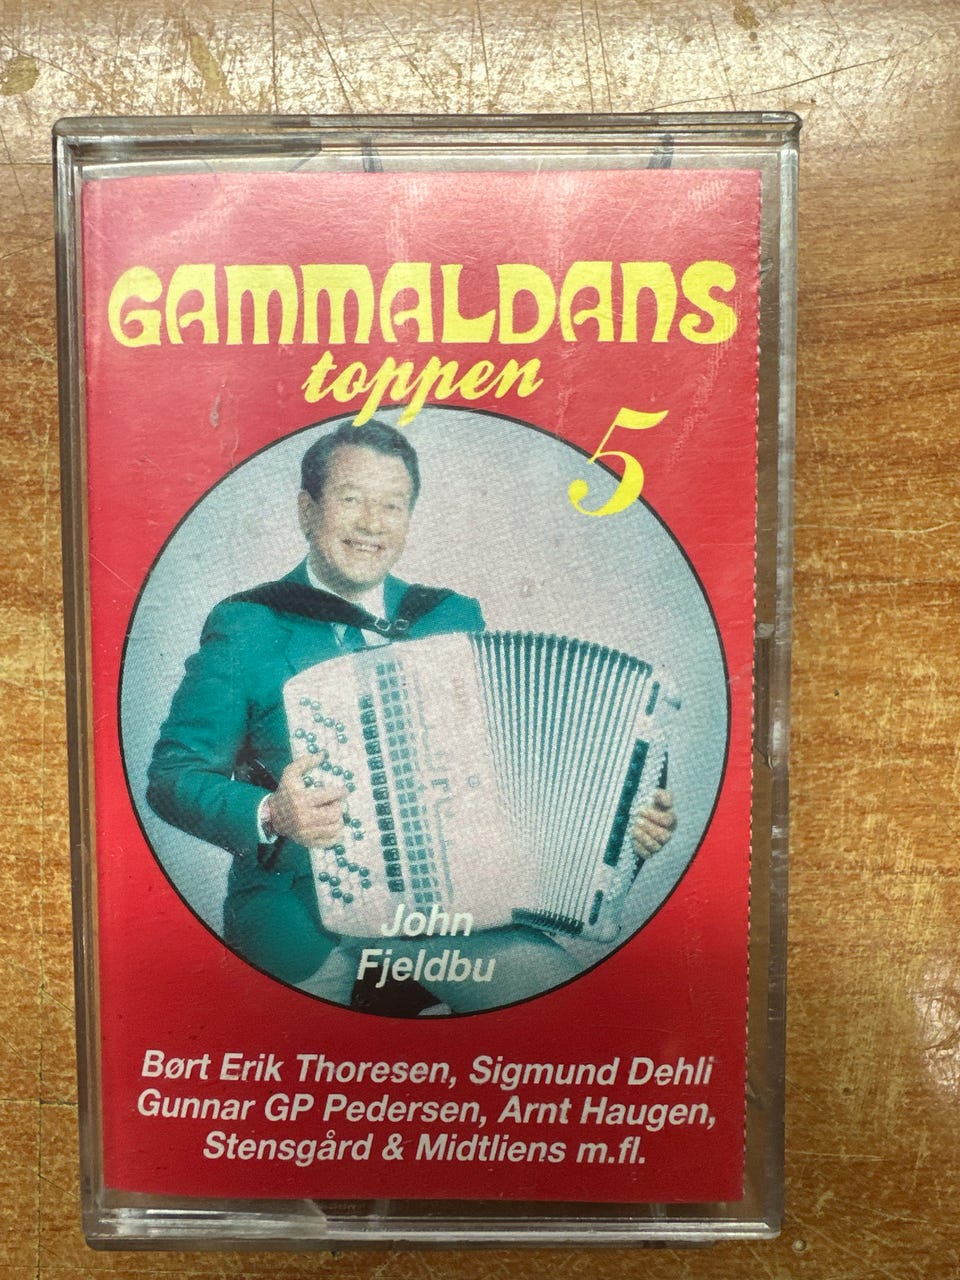 GAMMALDANS
toppen
5
John
Fjeldbu
Børt Erik Thoresen, Sigmund Dehli
Gunnar GP Pedersen, Arnt Haugen,
Stensgård & Midtliens m.fl.